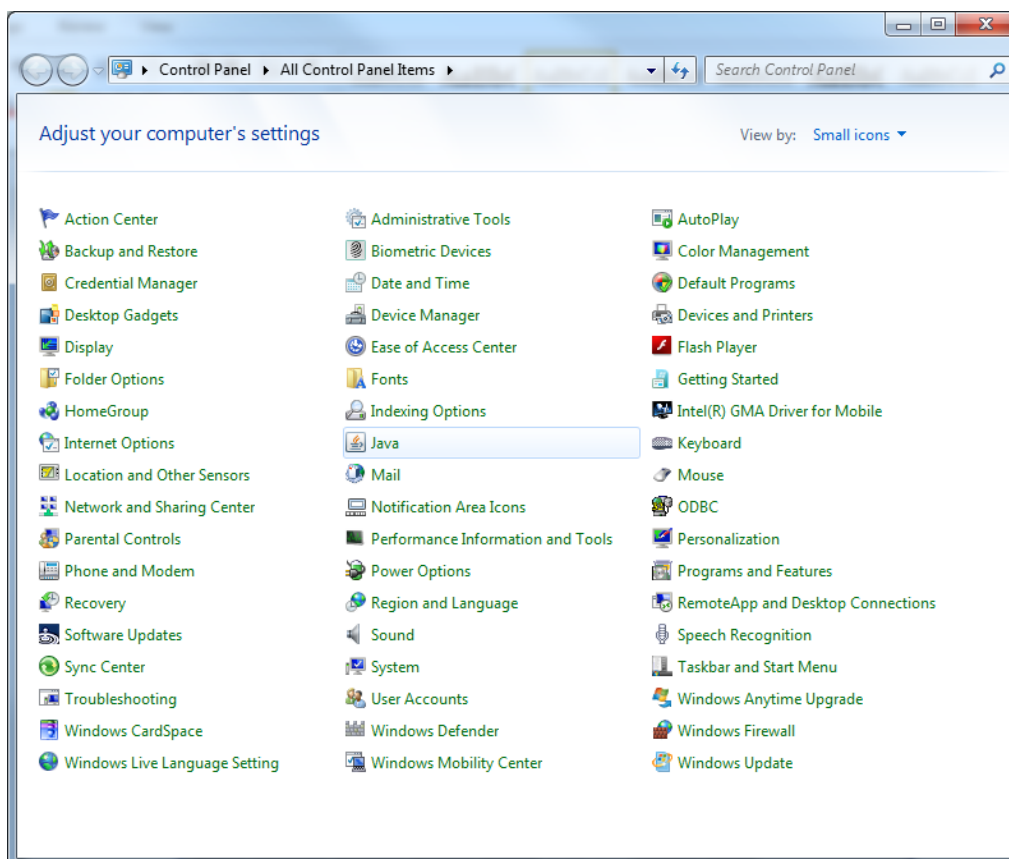 Control Panel ▸ All Control Panel Items ▸ Search Control Panel
Adjust your computer's settings View by: Small icons
Action Center Administrative Tools AutoPlay
Backup and Restore Biometric Devices Color Management
Credential Manager Date and Time Default Programs
Desktop Gadgets Device Manager Devices and Printers
Display Ease of Access Center Flash Player
Folder Options Fonts Getting Started
HomeGroup Indexing Options Intel(R) GMA Driver for Mobile
Internet Options Java Keyboard
Location and Other Sensors Mail Mouse
Network and Sharing Center Notification Area Icons ODBC
Parental Controls Performance Information and Tools Personalization
Phone and Modem Power Options Programs and Features
Recovery Region and Language RemoteApp and Desktop Connections
Software Updates Sound Speech Recognition
Sync Center System Taskbar and Start Menu
Troubleshooting User Accounts Windows Anytime Upgrade
Windows CardSpace Windows Defender Windows Firewall
Windows Live Language Setting Windows Mobility Center Windows Update